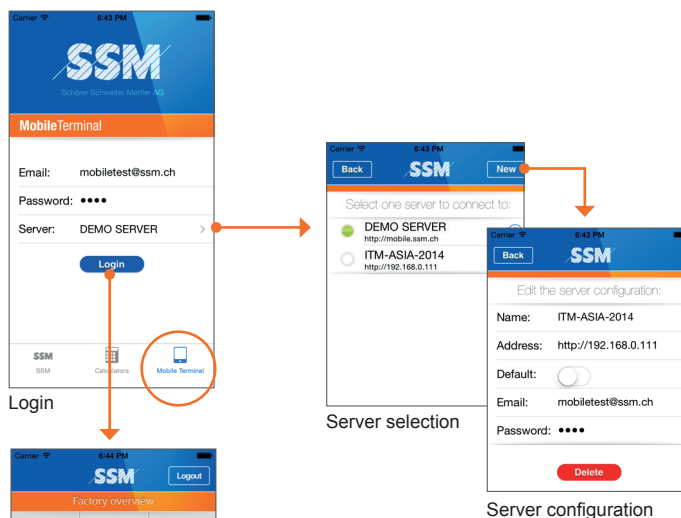 Carrier 6:43 PM
SSM
Schärer Schweiter Mettler AG
MobileTerminal
Email: mobiletest@ssm.ch
Password: ••••
Server: DEMO SERVER
Login
SSM
SSM
Calculators
Mobile Terminal
Login
Carrier 6:43 PM
Back SSM New
Select one server to connect to:
DEMO SERVER
http://mobile.ssm.ch
ITM-ASIA-2014
http://192.168.0.111
Server selection
Carrier 6:43 PM
Back SSM
Edit the server configuration:
Name: ITM-ASIA-2014
Address: http://192.168.0.111
Default:
Email: mobiletest@ssm.ch
Password: ••••
Delete
Server configuration
Carrier 6:44 PM
SSM Logout
Factory overview